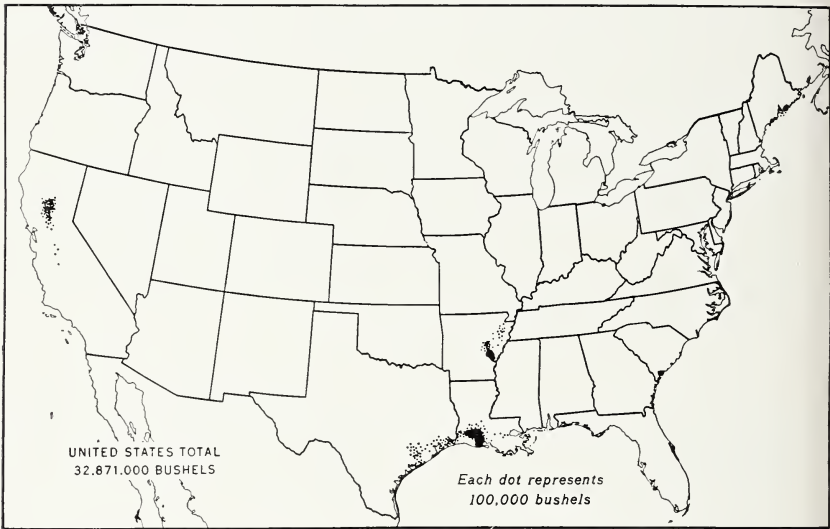 UNITED STATES TOTAL
32.871.000 BUSHELS
Each dot represents
100,000 bushels